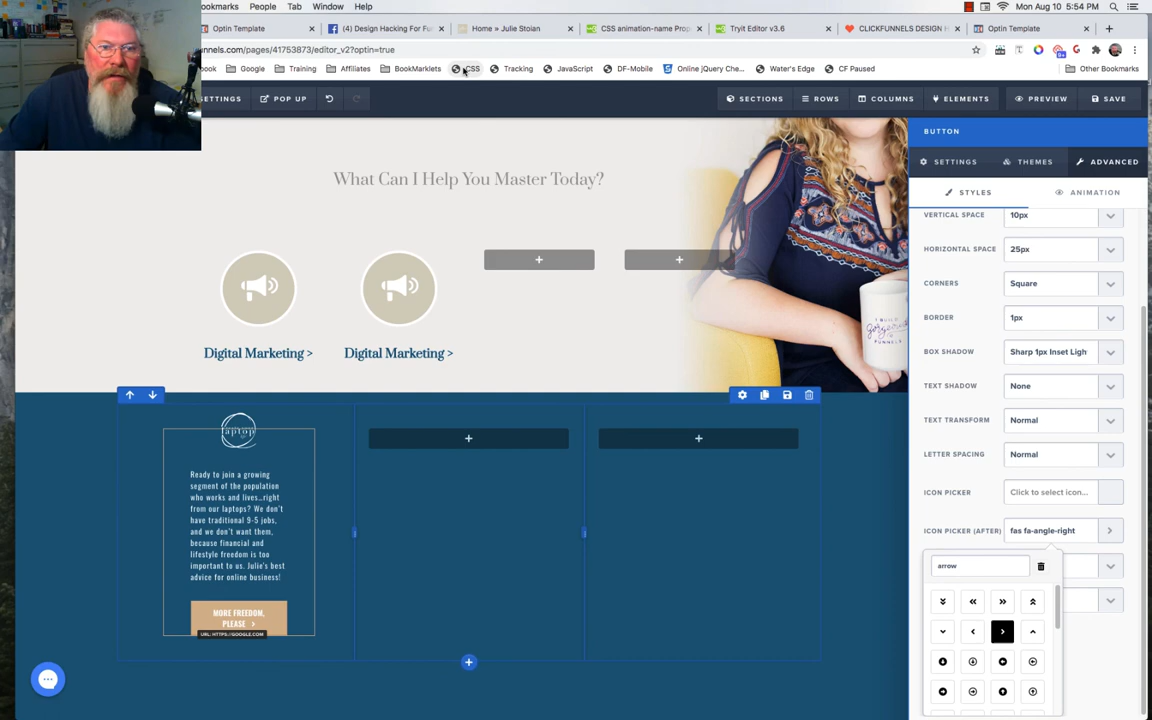 shortcuts People Tab Window Help Mon Aug 10 5:54 PM
Optin Template (4) Design Hacking For Fu Home » Julie Stoian CSS animation-name Prop Tryit Editor v3.6 CLICKFUNNELS DESIGN H Optin Template
nnels.com/pages/41753873/editor_v2?optin=true
book Google Training Affiliates BookMarklets CSS Tracking JavaScript DF-Mobile Online jQuery Che... Water's Edge CF Paused Other Bookmarks
SETTINGS POP UP SECTIONS ROWS COLUMNS ELEMENTS PREVIEW SAVE
BUTTON
SETTINGS THEMES ADVANCED
STYLES ANIMATION
What Can I Help You Master Today?
Digital Marketing > Digital Marketing >
laptop
Ready to join a growing
segment of the population
who works and lives...right
from our laptops? We don't
have traditional 9-5 jobs,
and we don't want them,
because financial and
lifestyle freedom is too
important to us. Julie's best
advice for online business!
MORE FREEDOM,
PLEASE >
URL: HTTPS://GOOGLE.COM
VERTICAL SPACE 10px
HORIZONTAL SPACE 25px
CORNERS Square
BORDER 1px
BOX SHADOW Sharp 1px Inset Ligh
TEXT SHADOW None
TEXT TRANSFORM Normal
LETTER SPACING Normal
ICON PICKER Click to select icon...
ICON PICKER (AFTER) fas fa-angle-right
arrow